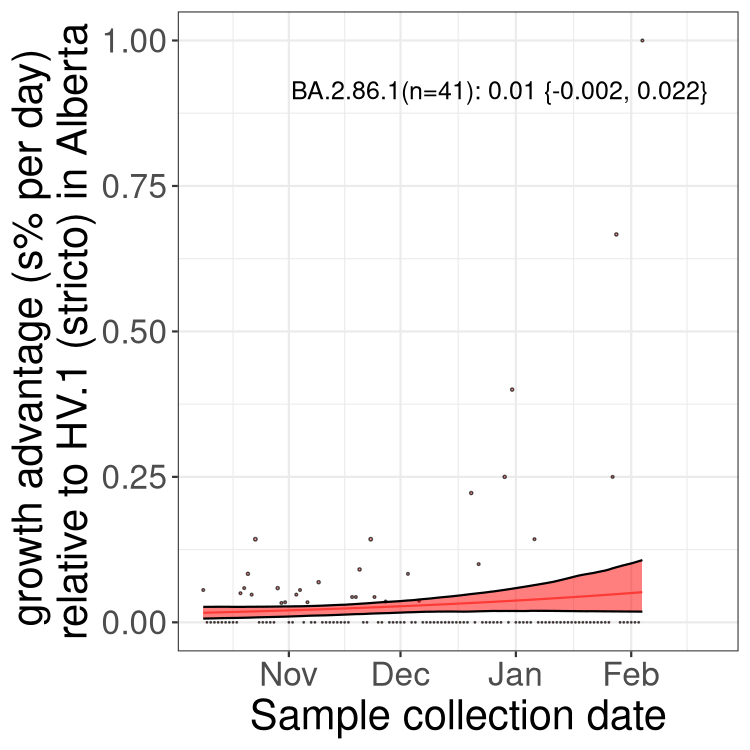 growth advantage (s% per day)
relative to HV.1 (stricto) in Alberta
1.00
0.75
0.50
0.25
0.00
BA.2.86.1(n=41): 0.01 {-0.002, 0.022}
Nov Dec Jan Feb
Sample collection date